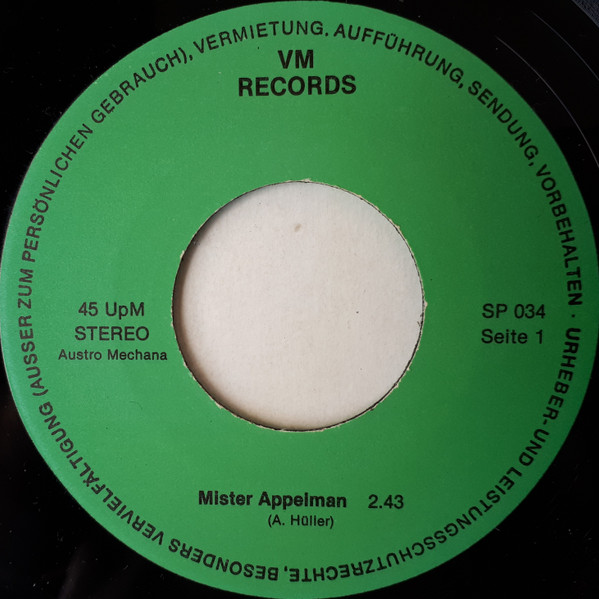 VM
RECORDS
45 UpM
STEREO
Austro Mechana
SP 034
Seite 1
Mister Appelman 2.43
(A. Hüller)
URHEBER-UND LEISTUNGSSCHUTZRECHTE, BESONDERS VERVIELFÄLTIGUNG (AUSSER ZUM PERSÖNLICHEN GEBRAUCH), VERMIETUNG, AUFFÜHRUNG, SENDUNG, VORBEHALTEN ·